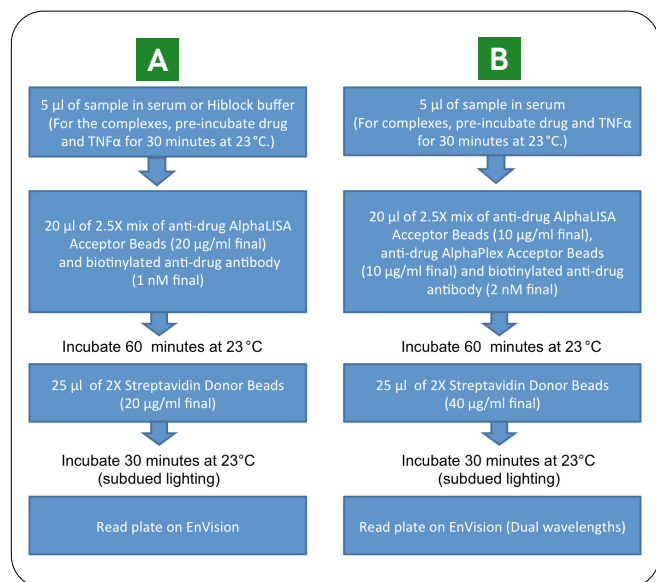 A
5 µl of sample in serum or Hiblock buffer
(For the complexes, pre-incubate drug
and TNFα for 30 minutes at 23 °C.)
20 µl of 2.5X mix of anti-drug AlphaLISA
Acceptor Beads (20 µg/ml final)
and biotinylated anti-drug antibody
(1 nM final)
Incubate 60 minutes at 23 °C
25 µl of 2X Streptavidin Donor Beads
(20 µg/ml final)
Incubate 30 minutes at 23°C
(subdued lighting)
Read plate on EnVision
B
5 µl of sample in serum
(For complexes, pre-incubate drug and TNFα
for 30 minutes at 23 °C.)
20 µl of 2.5X mix of anti-drug AlphaLISA
Acceptor Beads (10 µg/ml final),
anti-drug AlphaPlex Acceptor Beads
(10 µg/ml final) and biotinylated anti-drug
antibody (2 nM final)
Incubate 60 minutes at 23 °C
25 µl of 2X Streptavidin Donor Beads
(40 µg/ml final)
Incubate 30 minutes at 23°C
(subdued lighting)
Read plate on EnVision (Dual wavelengths)